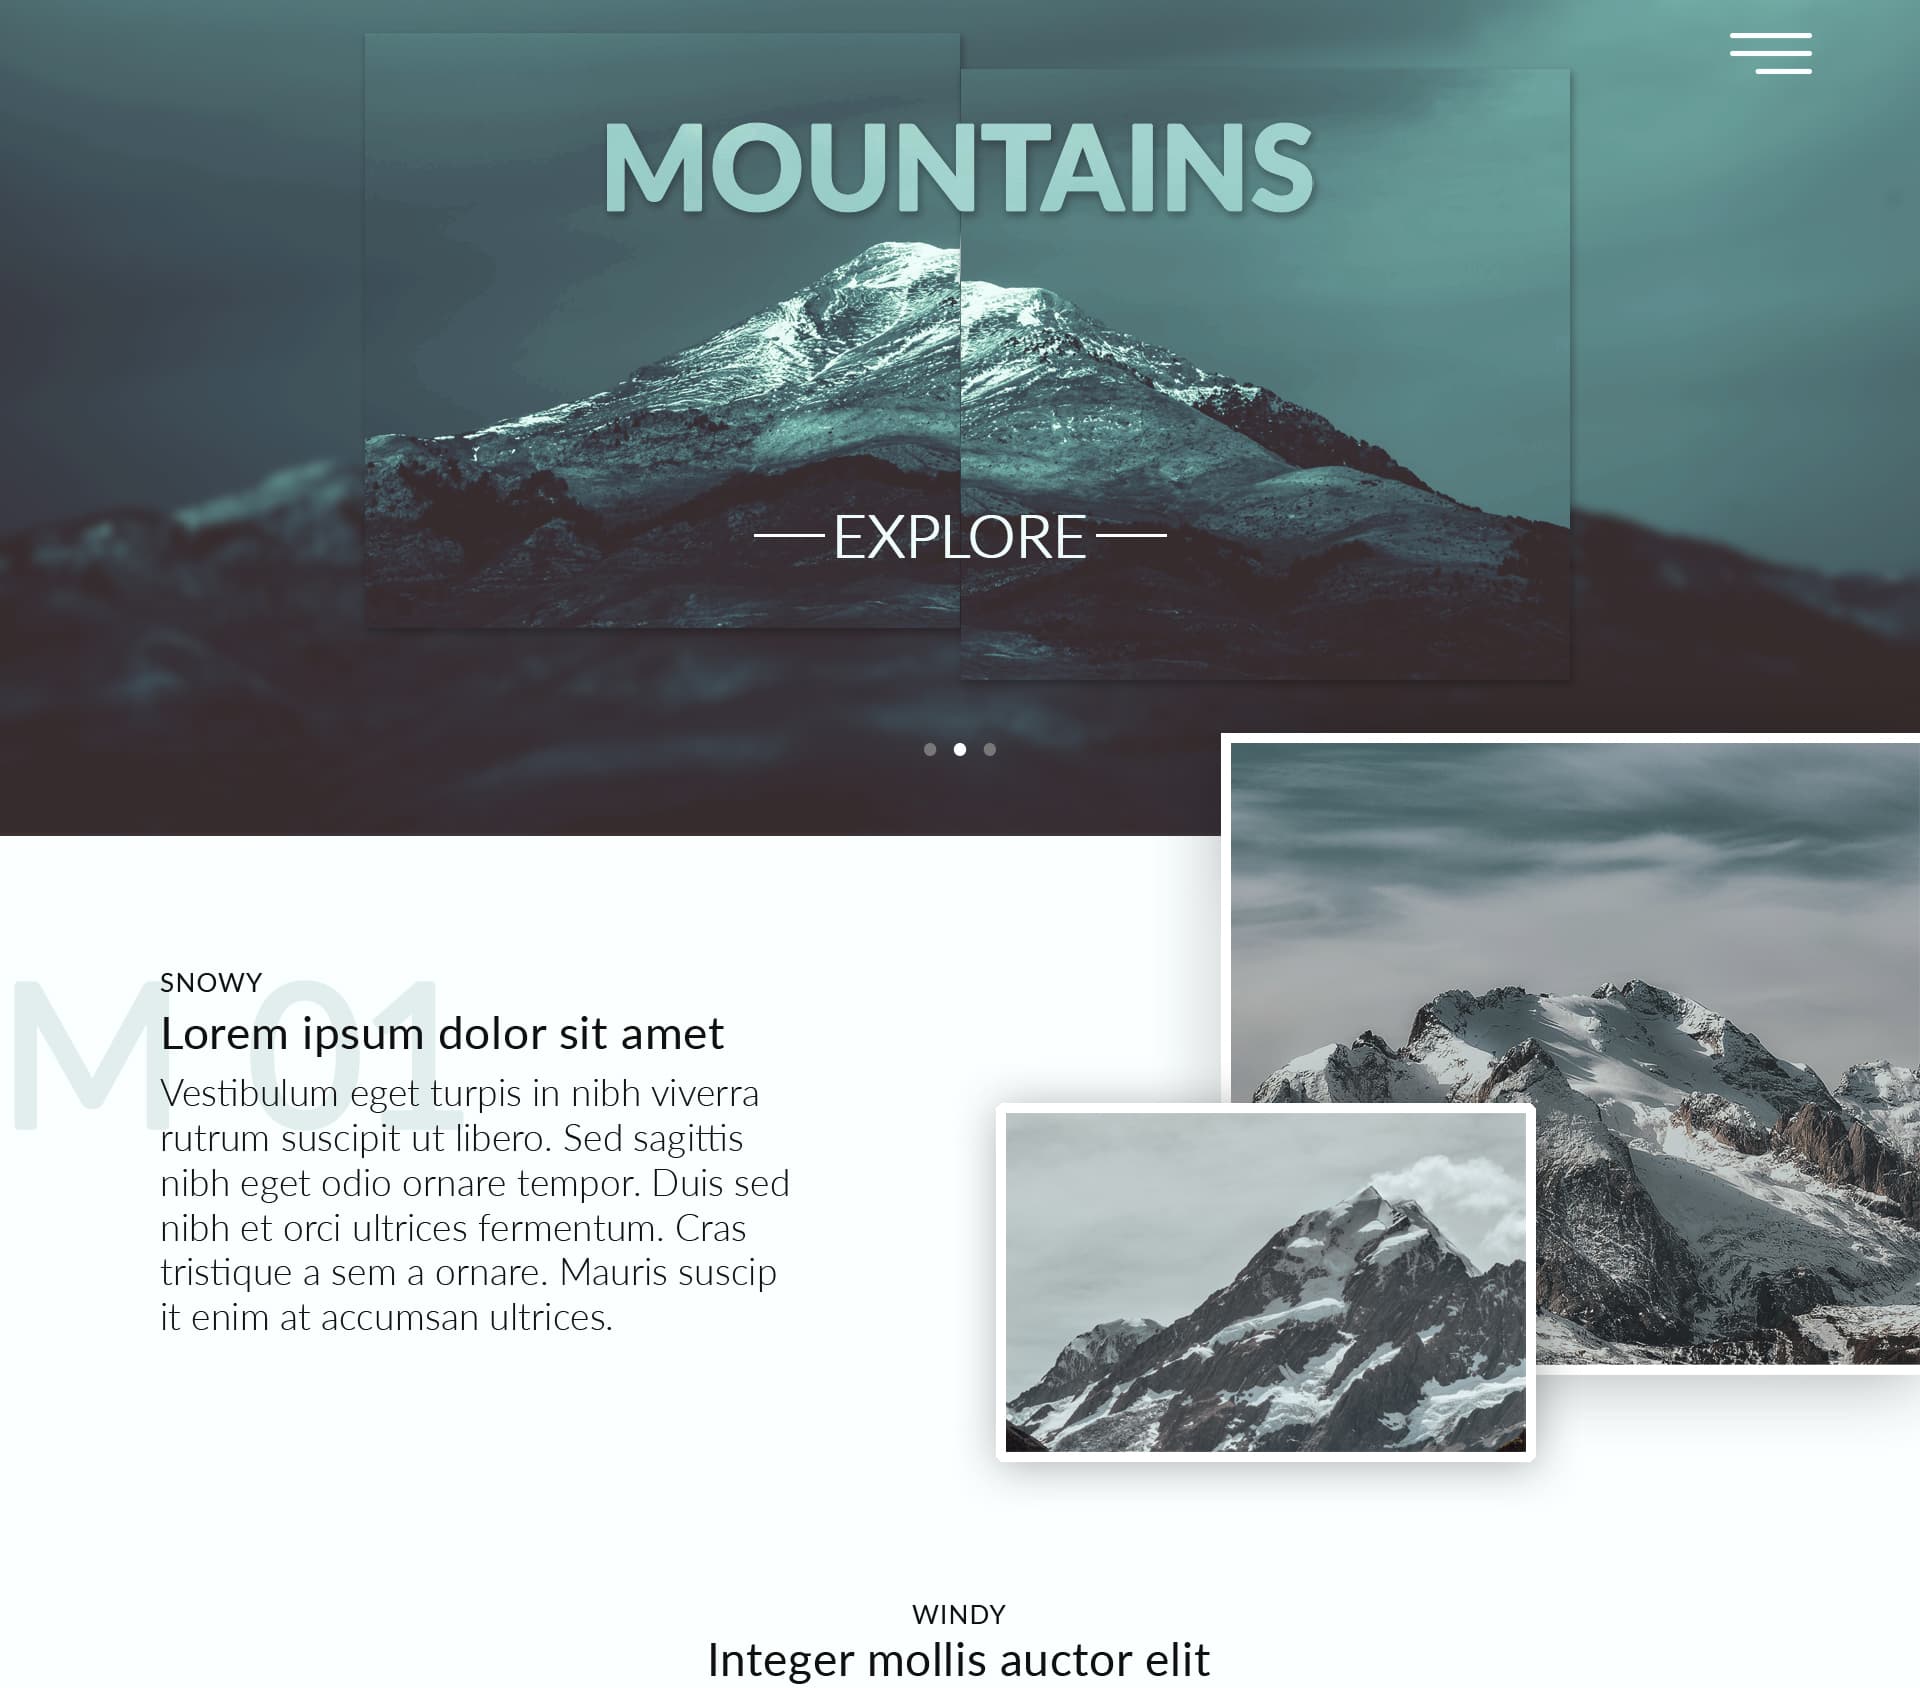 MOUNTAINS
EXPLORE
M 01
SNOWY
Lorem ipsum dolor sit amet
Vestibulum eget turpis in nibh viverra
rutrum suscipit ut libero. Sed sagittis
nibh eget odio ornare tempor. Duis sed
nibh et orci ultrices fermentum. Cras
tristique a sem a ornare. Mauris suscip
it enim at accumsan ultrices.
WINDY
Integer mollis auctor elit